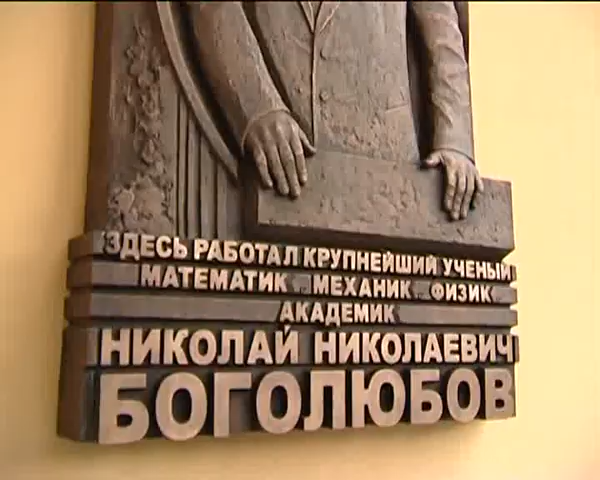 ЗДЕСЬ РАБОТАЛ КРУПНЕЙШИЙ УЧЕНЫЙ
МАТЕМАТИК МЕХАНИК ФИЗИК
АКАДЕМИК
НИКОЛАЙ НИКОЛАЕВИЧ
БОГОЛЮБОВ